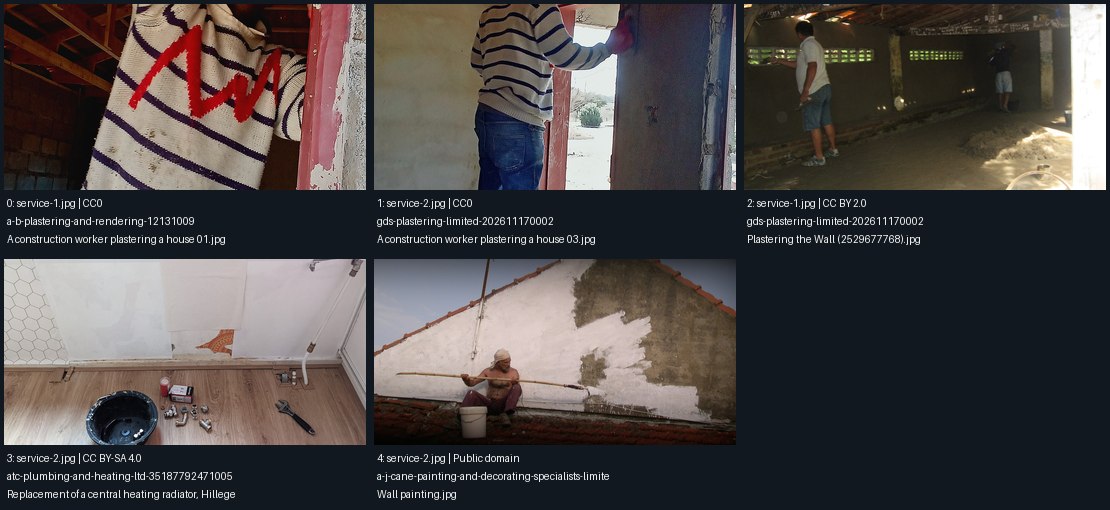 0: service-1.jpg | CC0
a-b-plastering-and-rendering-12131009
A construction worker plastering a house 01.jpg
1: service-2.jpg | CC0
gds-plastering-limited-202611170002
A construction worker plastering a house 03.jpg
2: service-1.jpg | CC BY 2.0
gds-plastering-limited-202611170002
Plastering the Wall (2529677768).jpg
3: service-2.jpg | CC BY-SA 4.0
atc-plumbing-and-heating-ltd-35187792471005
Replacement of a central heating radiator, Hillege
4: service-2.jpg | Public domain
a-j-cane-painting-and-decorating-specialists-limite
Wall painting.jpg